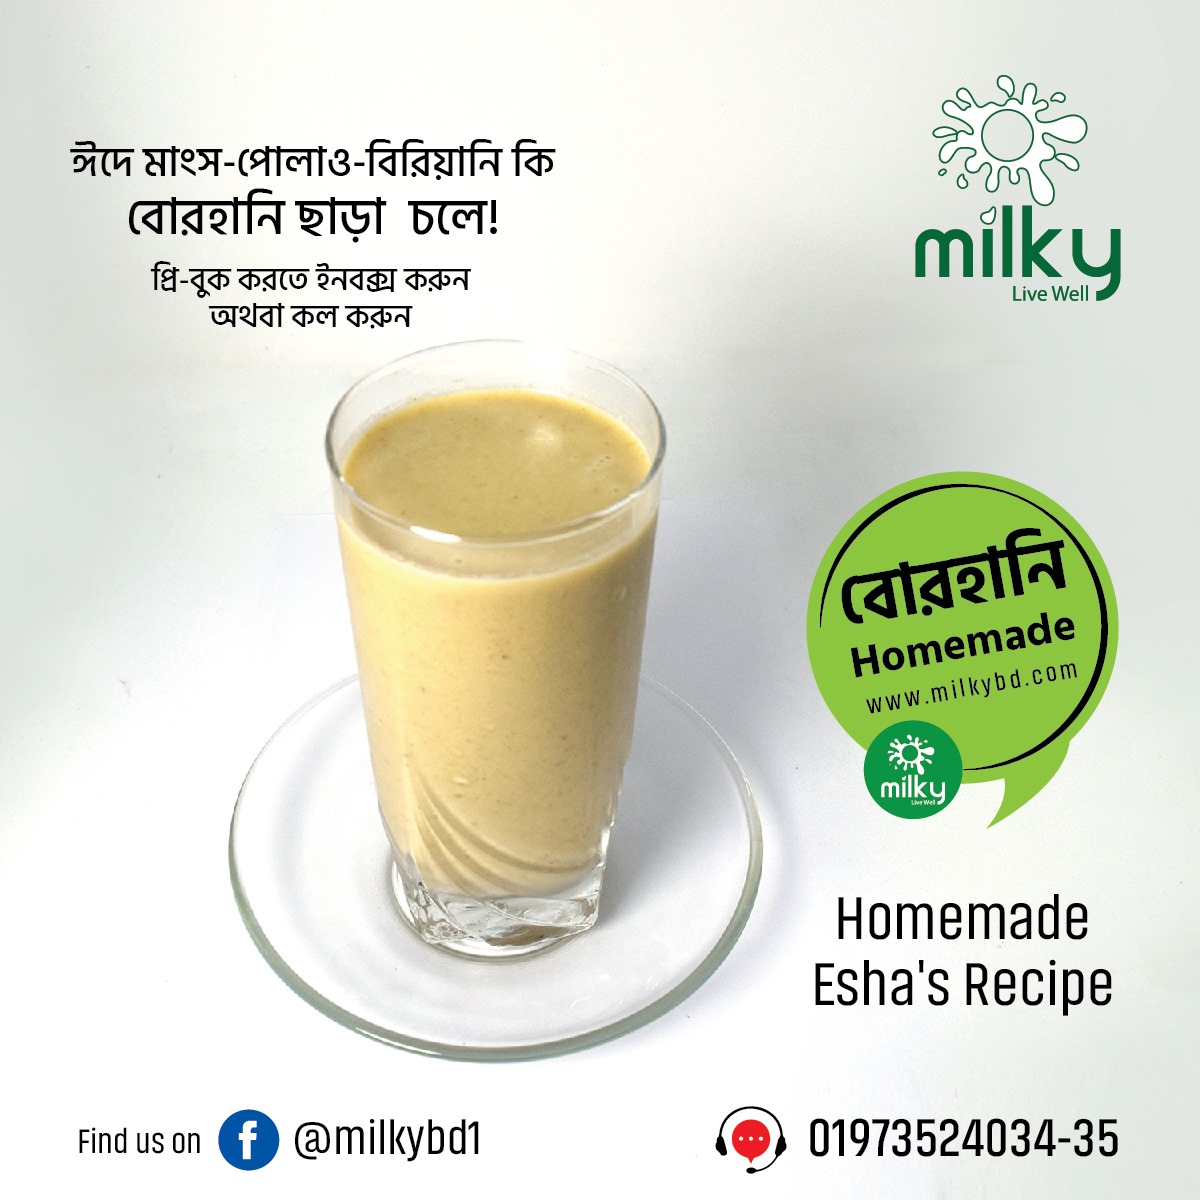 ঈদে মাংস-পোলাও-বিরিয়ানি কি
বোরহানি ছাড়া চলে!
প্রি-বুক করতে ইনবক্স করুন
অথবা কল করুন
milky
Live Well
বোরহানি
Homemade
www.milkybd.com
milky
Live Well
Homemade
Esha's Recipe
Find us on f @milkybd1
01973524034-35